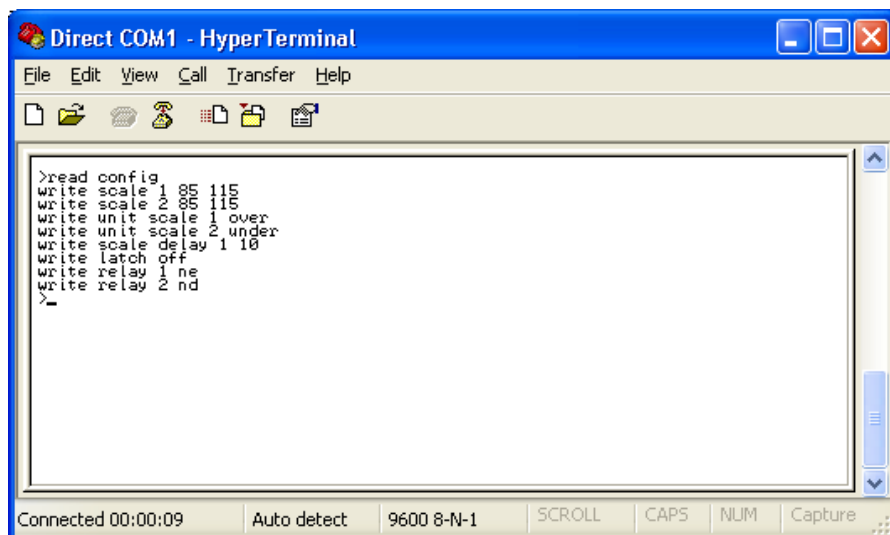 Direct COM1 - HyperTerminal
File Edit View Call Transfer Help
>read config
write scale 1 85 115
write scale 2 85 115
write unit scale 1 over
write unit scale 2 under
write scale delay 1 10
write latch off
write relay 1 ne
write relay 2 nd
>_
Connected 00:00:09 Auto detect 9600 8-N-1 SCROLL CAPS NUM Capture